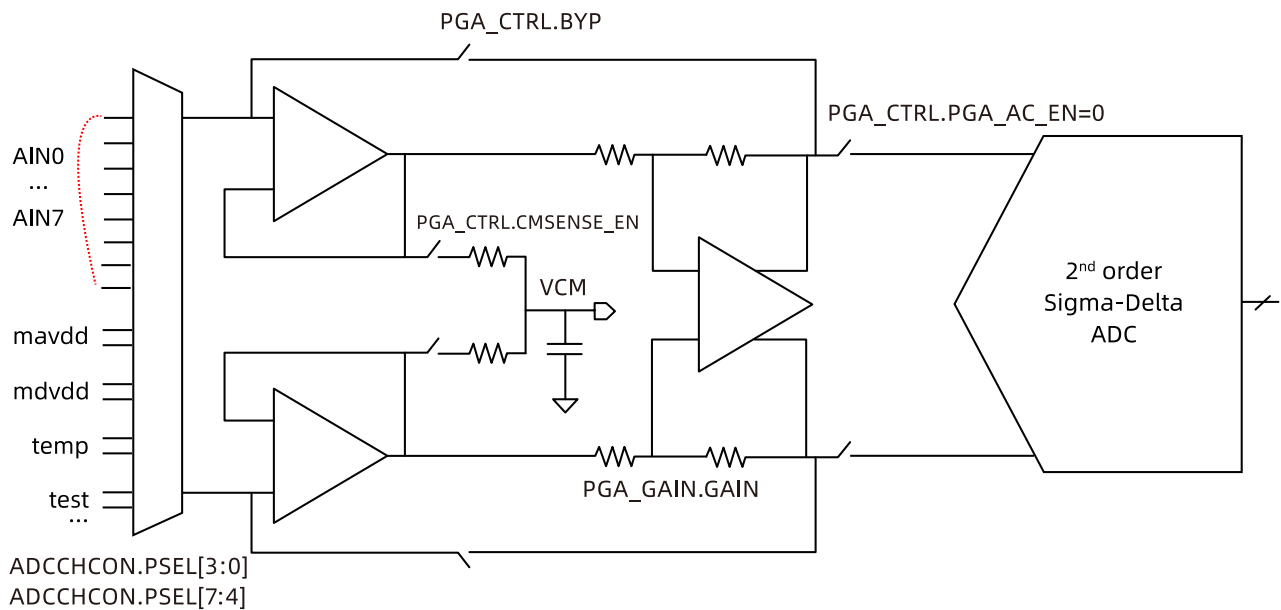 PGA_CTRL.BYP
PGA_CTRL.PGA_AC_EN=0
AIN0
...
AIN7
PGA_CTRL.CMSENSE_EN
VCM
2nd order
Sigma-Delta
ADC
mavdd
mdvdd
temp
test
...
PGA_GAIN.GAIN
ADCCHCON.PSEL[3:0]
ADCCHCON.PSEL[7:4]